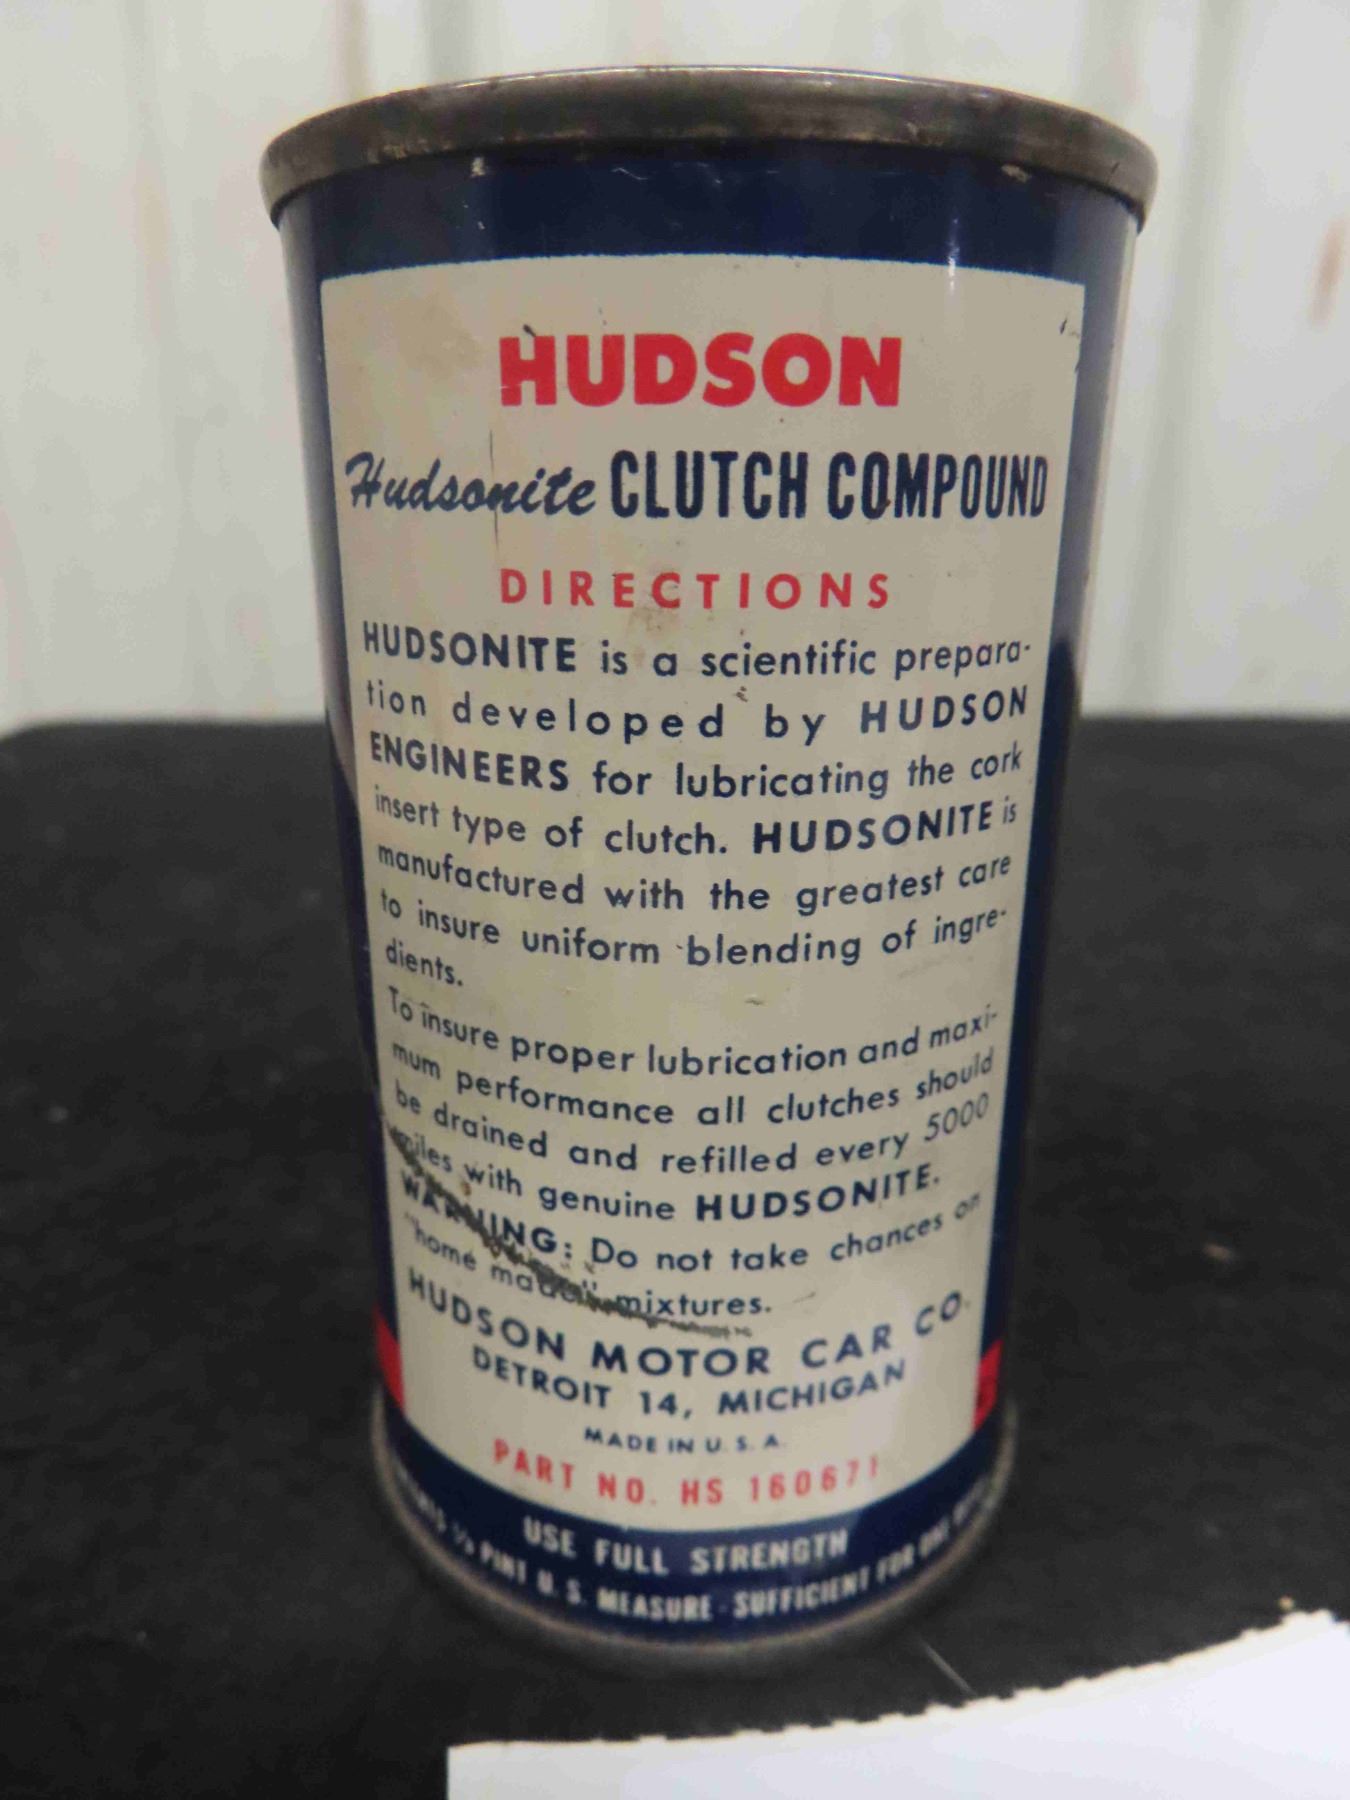 HUDSON
Hudsonite CLUTCH COMPOUND
DIRECTIONS
HUDSONITE is a scientific prepara-
tion developed by HUDSON
ENGINEERS for lubricating the cork
insert type of clutch. HUDSONITE is
manufactured with the greatest care
to insure uniform blending of ingre-
dients.
To insure proper lubrication and maxi-
mum performance all clutches should
be drained and refilled every 5000
miles with genuine HUDSONITE.
WARNING: Do not take chances on
"home made" mixtures.
HUDSON MOTOR CAR CO.
DETROIT 14, MICHIGAN
MADE IN U. S. A.
PART NO. HS 160671
USE FULL STRENGTH
PINT U. S. MEASURE - SUFFICIENT FOR ONE